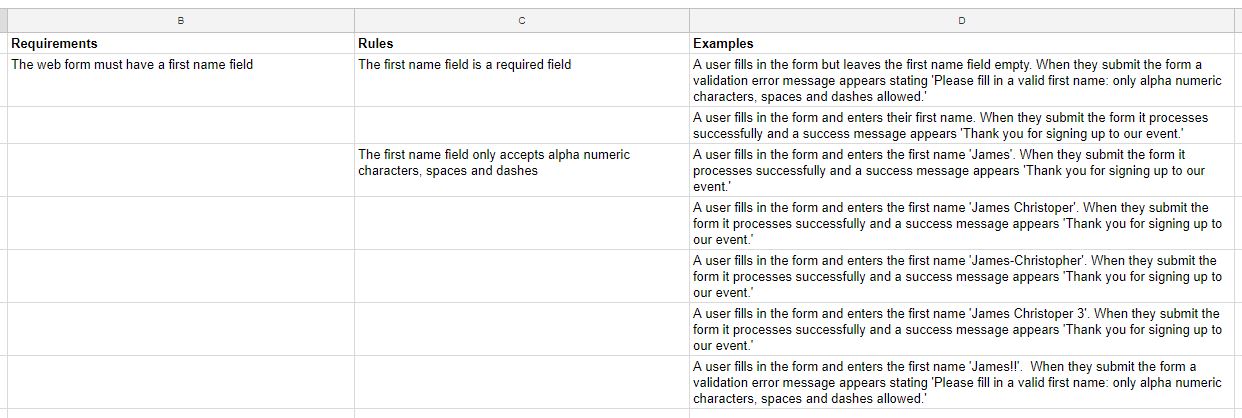 B C D
Requirements Rules Examples
The web form must have a first name field The first name field is a required field A user fills in the form but leaves the first name field empty. When they submit the form a
validation error message appears stating 'Please fill in a valid first name: only alpha numeric
characters, spaces and dashes allowed.'
A user fills in the form and enters their first name. When they submit the form it processes
successfully and a success message appears 'Thank you for signing up to our event.'
The first name field only accepts alpha numeric A user fills in the form and enters the first name 'James'. When they submit the form it
characters, spaces and dashes processes successfully and a success message appears 'Thank you for signing up to our
event.'
A user fills in the form and enters the first name 'James Christoper'. When they submit the
form it processes successfully and a success message appears 'Thank you for signing up to
our event.'
A user fills in the form and enters the first name 'James-Christopher'. When they submit the
form it processes successfully and a success message appears 'Thank you for signing up to
our event.'
A user fills in the form and enters the first name 'James Christoper 3'. When they submit the
form it processes successfully and a success message appears 'Thank you for signing up to
our event.'
A user fills in the form and enters the first name 'James!!'.  When they submit the form a
validation error message appears stating 'Please fill in a valid first name: only alpha numeric
characters, spaces and dashes allowed.'